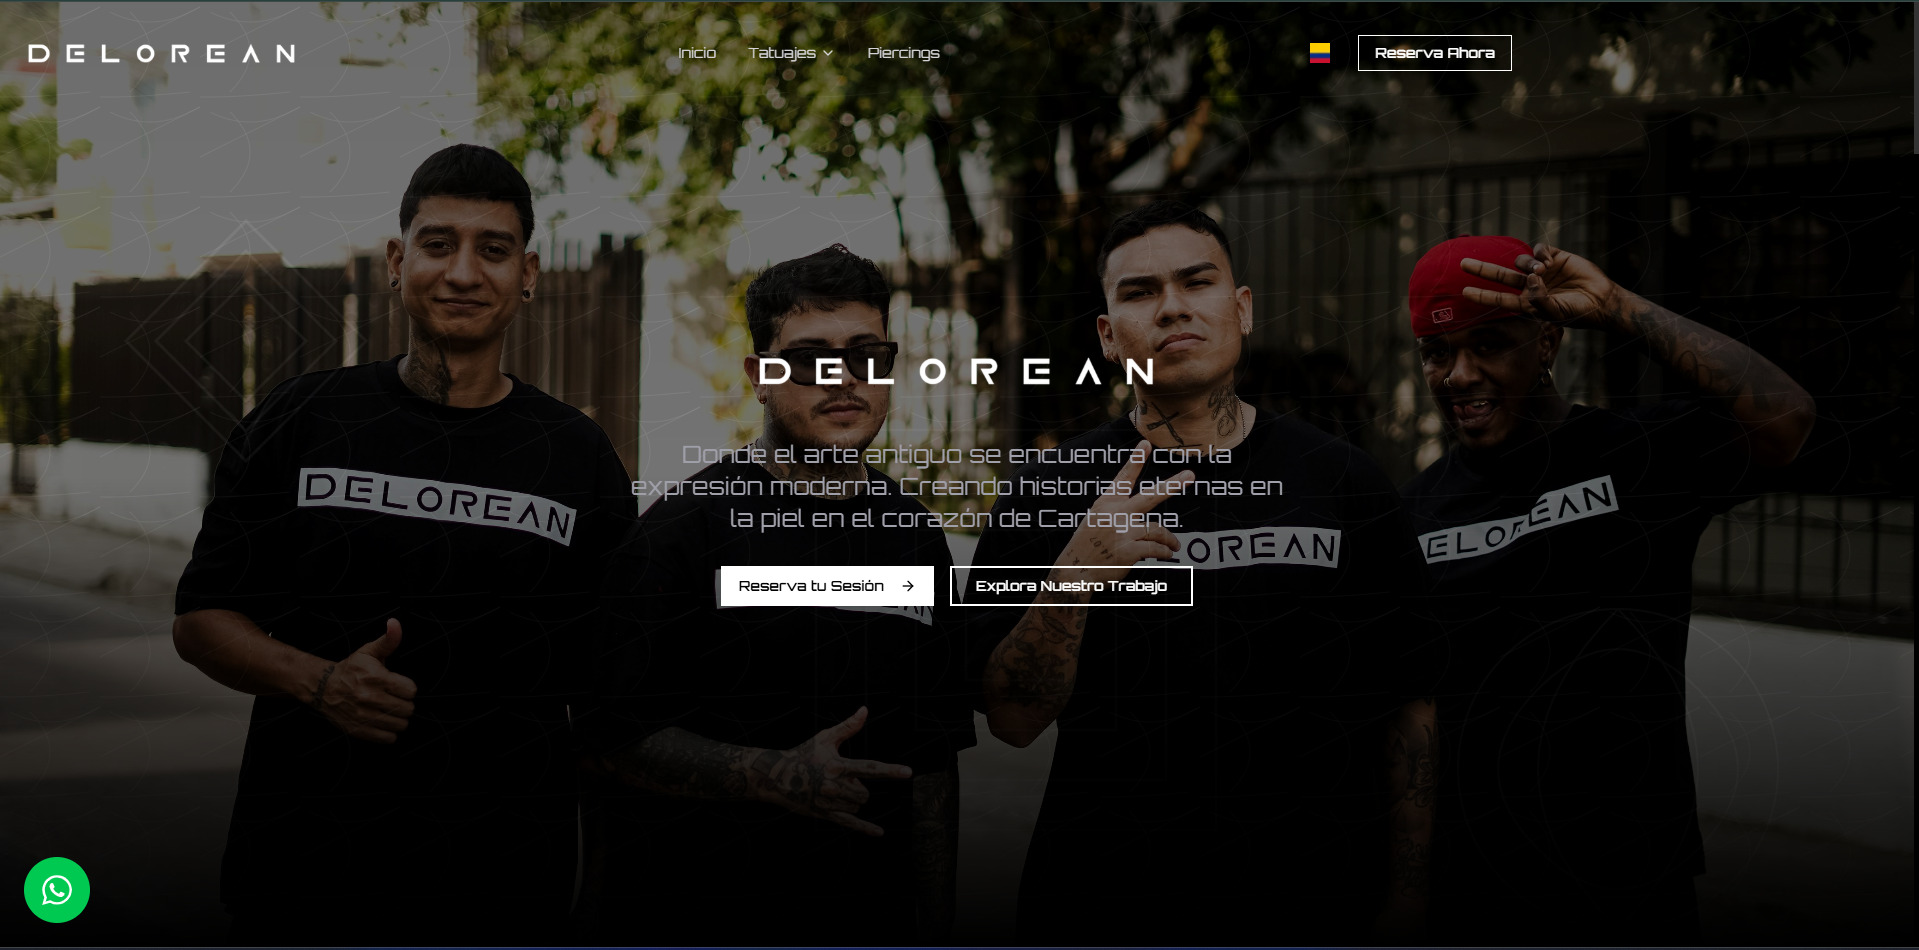 DELOREAN
Inicio Tatuajes Piercings
Reserva Ahora
DELOREAN
Donde el arte antiguo se encuentra con la
expresión moderna. Creando historias eternas en
la piel en el corazón de Cartagena.
DELOREAN
LOREAN
ELOREAN
Reserva tu Sesión
Explora Nuestro Trabajo